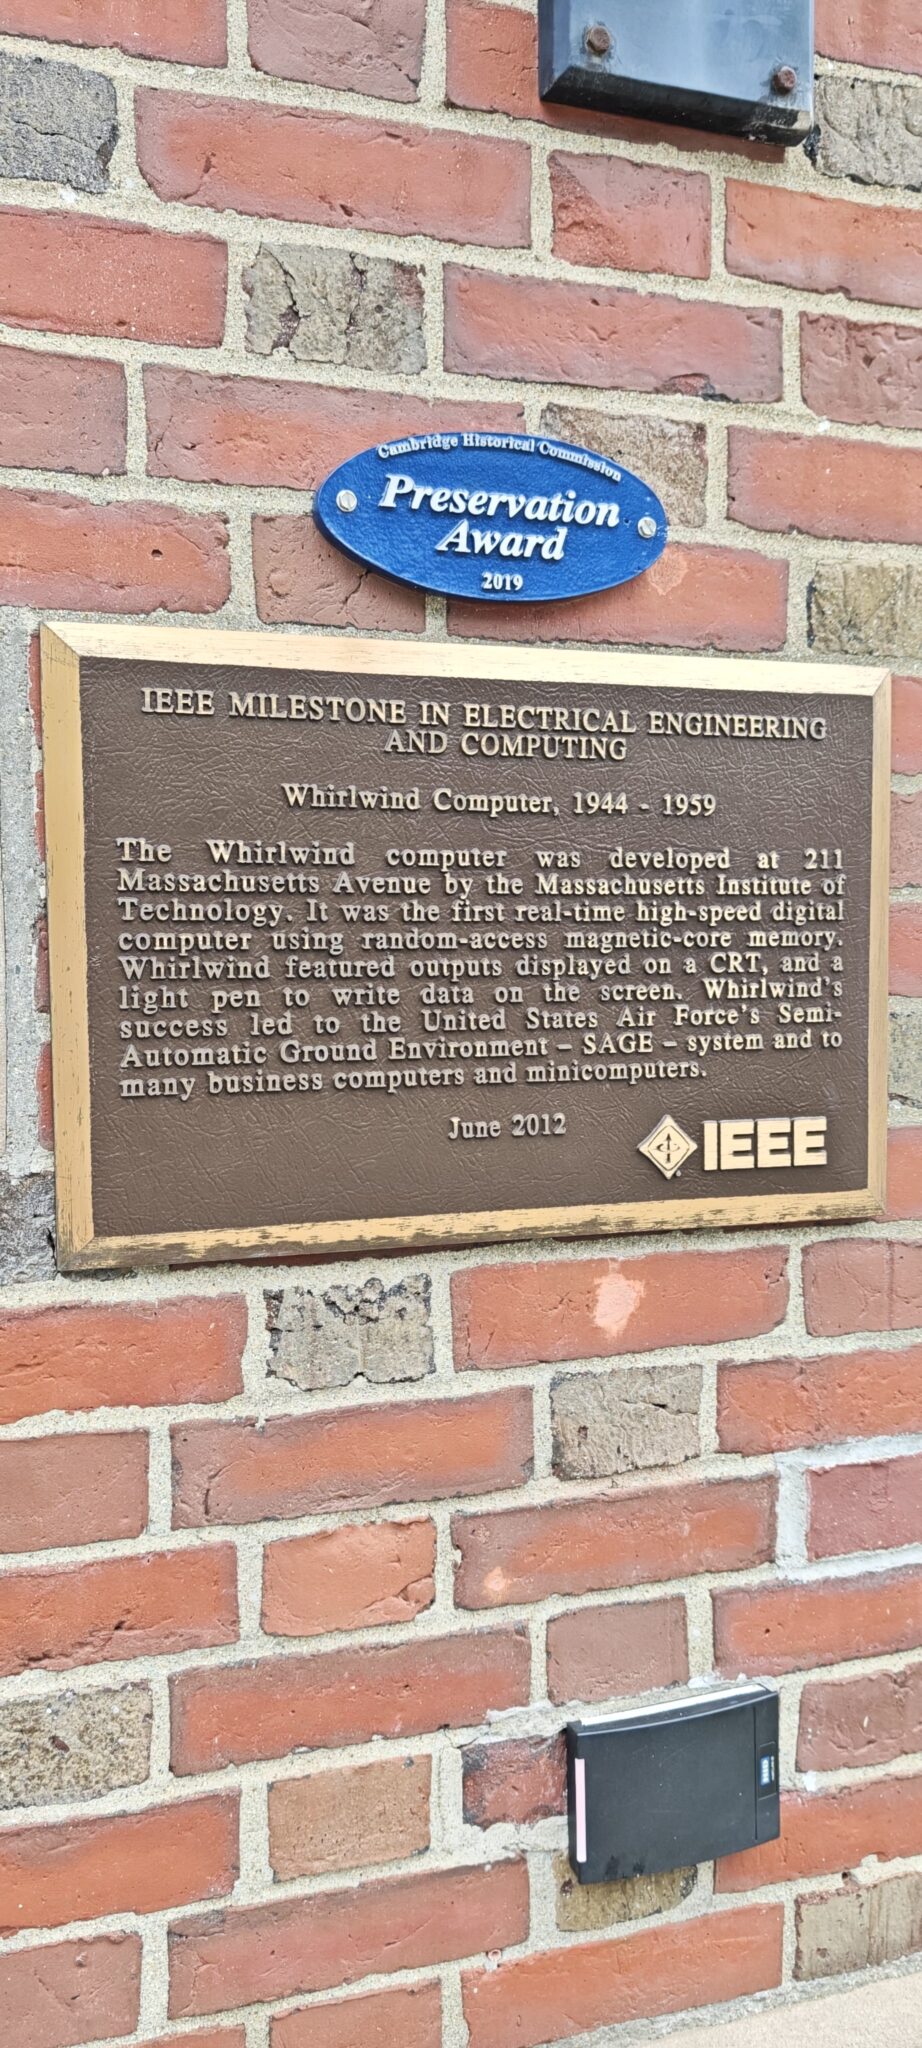 Cambridge Historical Commission
Preservation
Award
2019
IEEE MILESTONE IN ELECTRICAL ENGINEERING
AND COMPUTING
Whirlwind Computer, 1944 - 1959
The Whirlwind computer was developed at 211
Massachusetts Avenue by the Massachusetts Institute of
Technology. It was the first real-time high-speed digital
computer using random-access magnetic-core memory.
Whirlwind featured outputs displayed on a CRT, and a
light pen to write data on the screen. Whirlwind's
success led to the United States Air Force's Semi-
Automatic Ground Environment – SAGE – system and to
many business computers and minicomputers.
June 2012
IEEE
HID